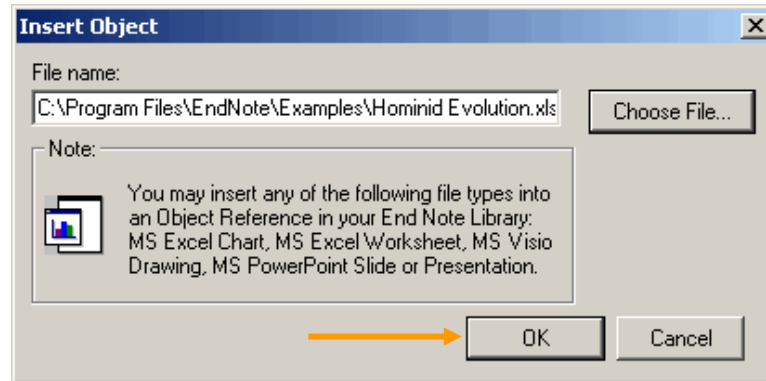 Insert Object
File name:
C:\Program Files\EndNote\Examples\Hominid Evolution.xls
Choose File...
Note:
You may insert any of the following file types into
an Object Reference in your End Note Library:
MS Excel Chart, MS Excel Worksheet, MS Visio
Drawing, MS PowerPoint Slide or Presentation.
OK
Cancel